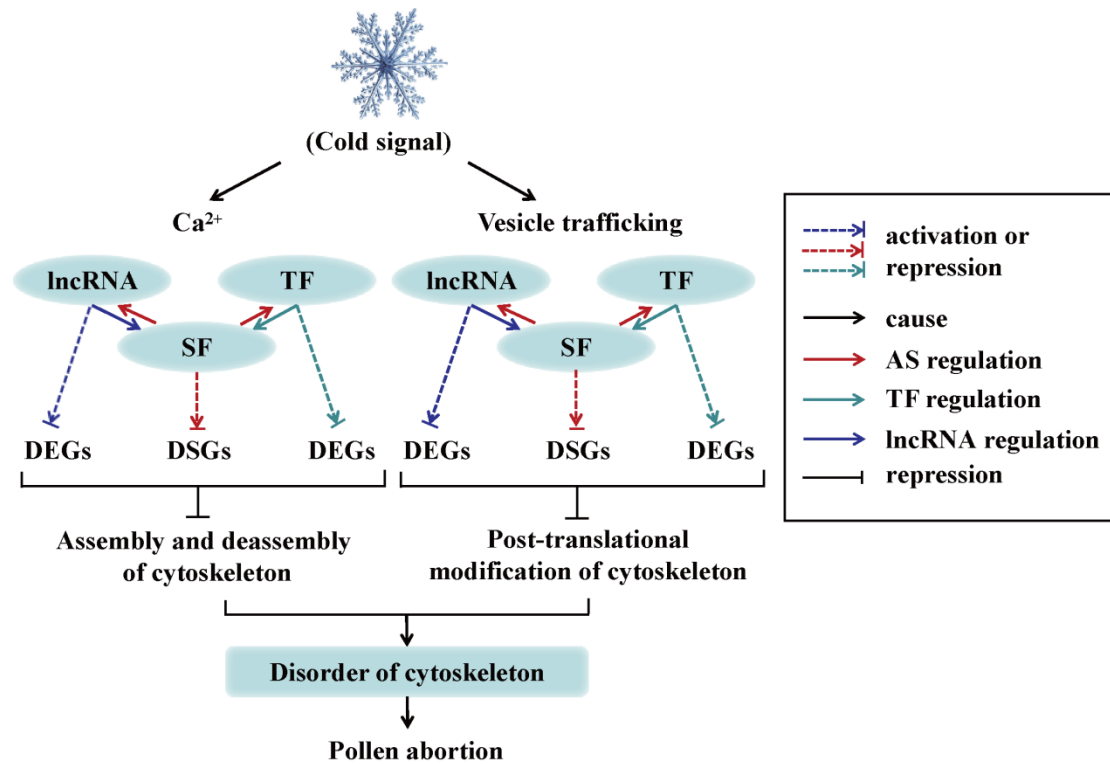 (Cold signal)
Ca²⁺
Vesicle trafficking
lncRNA
TF
SF
lncRNA
TF
SF
DEGs
DSGs
DEGs
DEGs
DSGs
DEGs
Assembly and deassembly
of cytoskeleton
Post-translational
modification of cytoskeleton
Disorder of cytoskeleton
Pollen abortion
activation or
repression
cause
AS regulation
TF regulation
lncRNA regulation
repression